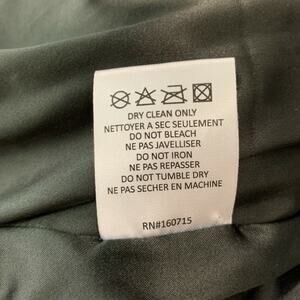 DRY CLEAN ONLY
NETTOYER A SEC SEULEMENT
DO NOT BLEACH
NE PAS JAVELLISER
DO NOT IRON
NE PAS REPASSER
DO NOT TUMBLE DRY
NE PAS SECHER EN MACHINE
RN#160715